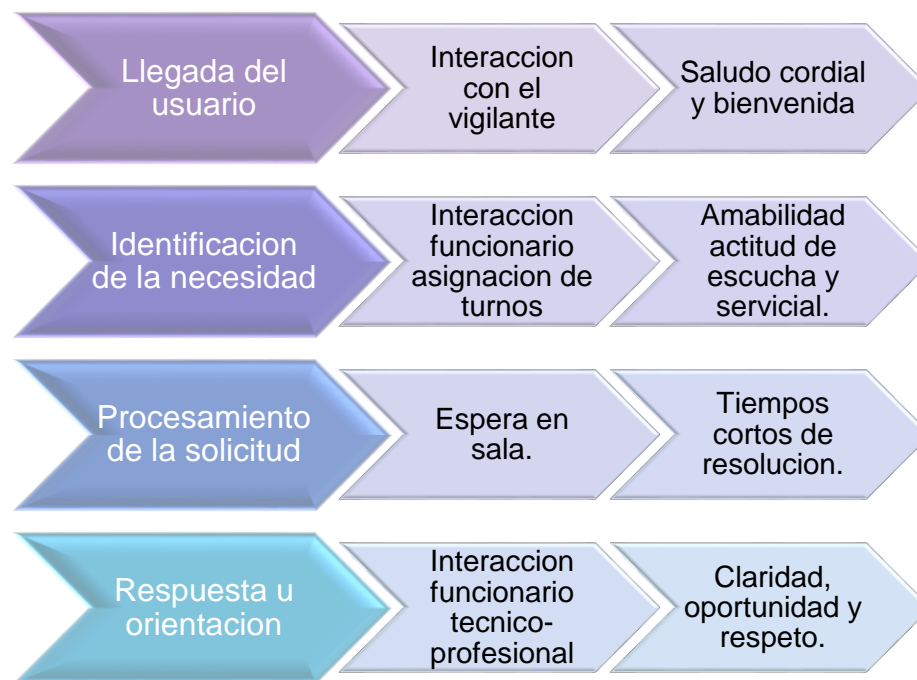 Llegada del
usuario
Interaccion
con el
vigilante
Saludo cordial
y bienvenida
Identificacion
de la necesidad
Interaccion
funcionario
asignacion de
turnos
Amabilidad
actitud de
escucha y
servicial.
Procesamiento
de la solicitud
Espera en
sala.
Tiempos
cortos de
resolucion.
Respuesta u
orientacion
Interaccion
funcionario
tecnico-
profesional
Claridad,
oportunidad y
respeto.